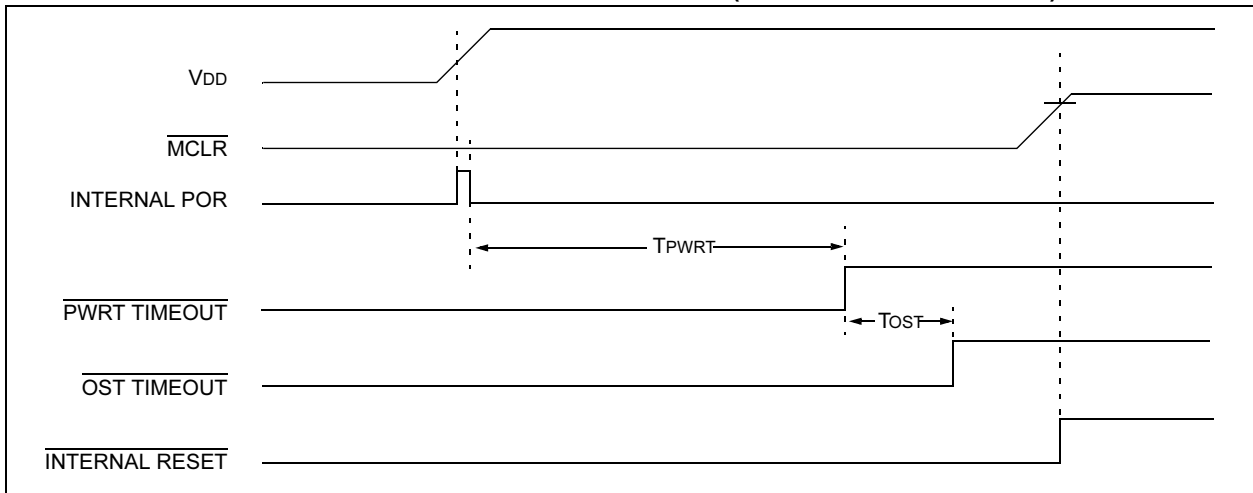 VDD
MCLR
INTERNAL POR
TPWRT
PWRT TIMEOUT
TOST
OST TIMEOUT
INTERNAL RESET